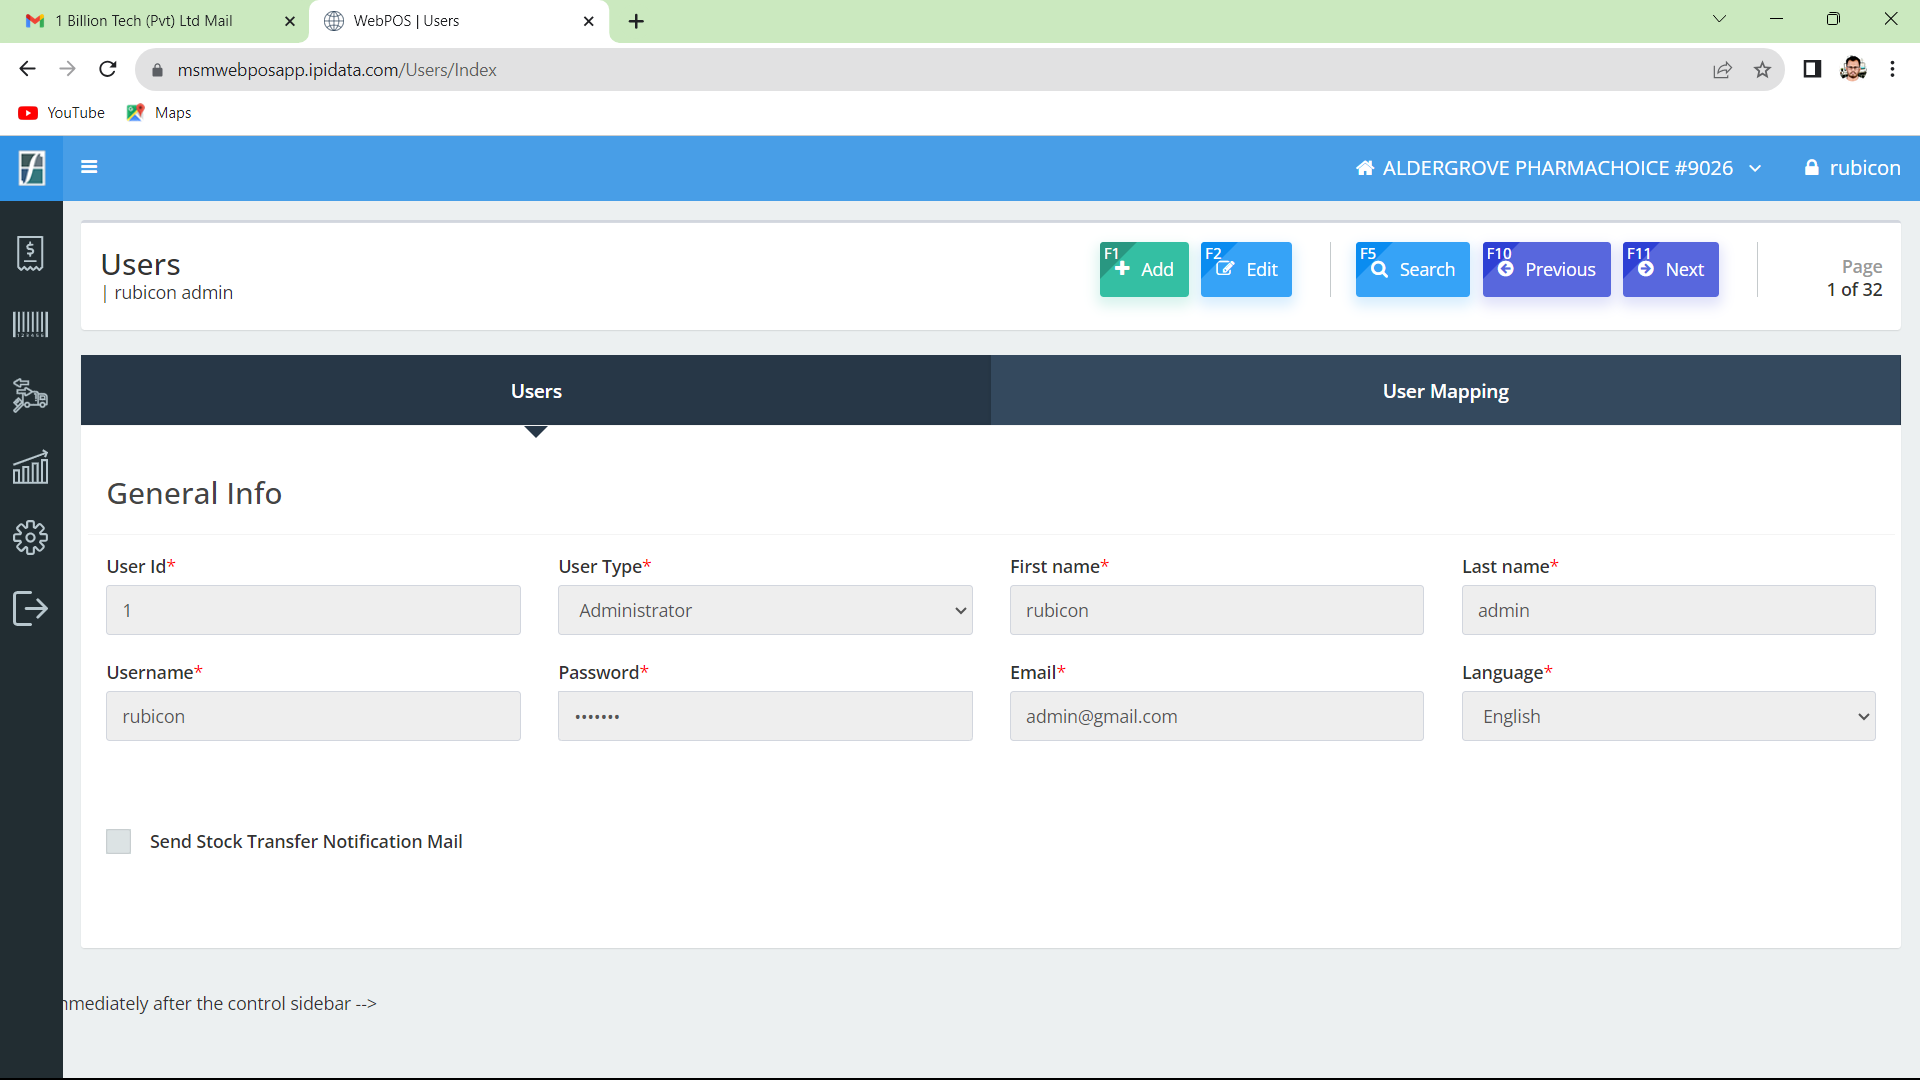 1 Billion Tech (Pvt) Ltd Mail
WebPOS | Users
msmwebposapp.ipidata.com/Users/Index
YouTube
Maps
ALDERGROVE PHARMACHOICE #9026
rubicon
Users
| rubicon admin
F1 Add
F2 Edit
F5 Search
F10 Previous
F11 Next
Page
1 of 32
Users
User Mapping
General Info
User Id*
User Type*
First name*
Last name*
1
Administrator
rubicon
admin
Username*
Password*
Email*
Language*
rubicon
•••••••
admin@gmail.com
English
Send Stock Transfer Notification Mail
mmediately after the control sidebar -->